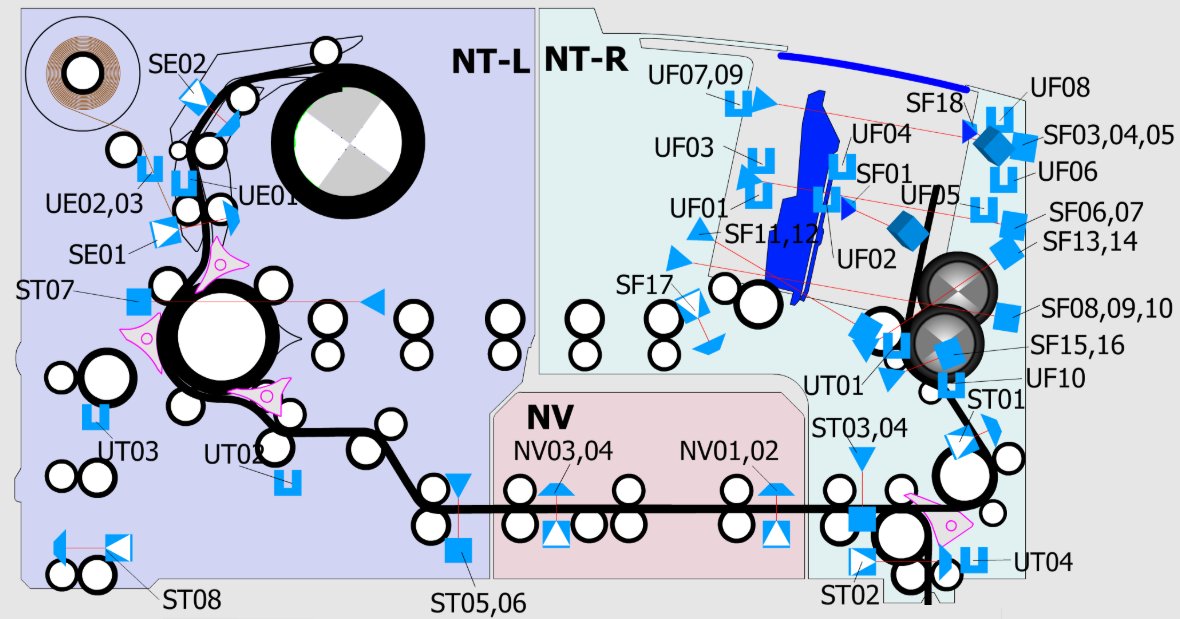 NT-L
NT-R
SE02
UF07,09
UF08
SF18
SF03,04,05
UF03
UF04
SF01
UF06
UE02,03
UE01
UF05
UF01
SF06,07
SF11,12
SE01
UF02
SF13,14
ST07
SF17
SF08,09,10
SF15,16
UT01
UF10
ST01
NV
ST03,04
UT03
UT02
NV03,04
NV01,02
UT04
ST08
ST05,06
ST02